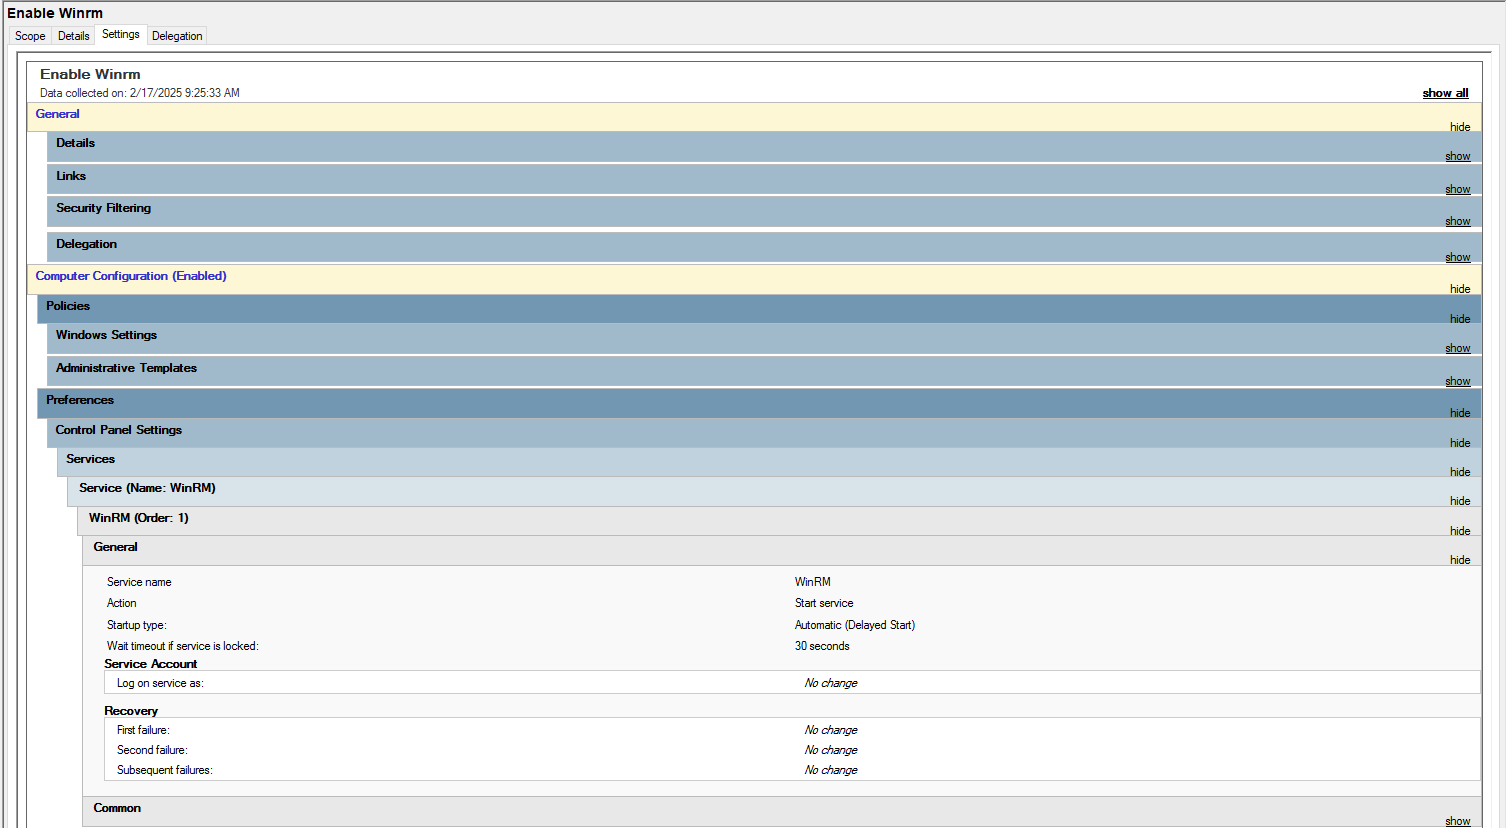 Enable Winrm
Scope Details Settings Delegation
Enable Winrm
Data collected on: 2/17/2025 9:25:33 AM show all
General
hide
Details
show
Links
show
Security Filtering
show
Delegation
show
Computer Configuration (Enabled)
hide
Policies
hide
Windows Settings
show
Administrative Templates
show
Preferences
hide
Control Panel Settings
hide
Services
hide
Service (Name: WinRM)
hide
WinRM (Order: 1)
hide
General
hide
Service name WinRM
Action Start service
Startup type: Automatic (Delayed Start)
Wait timeout if service is locked: 30 seconds
Service Account
Log on service as: No change
Recovery
First failure: No change
Second failure: No change
Subsequent failures: No change
Common
show